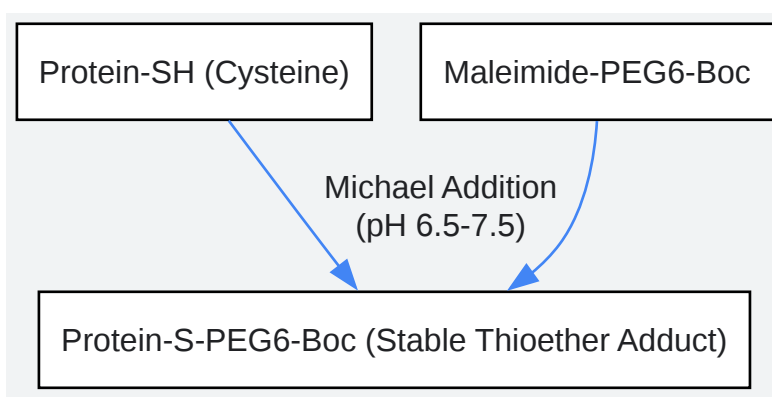 Protein-SH (Cysteine)
Maleimide-PEG6-Boc
Michael Addition
(pH 6.5-7.5)
Protein-S-PEG6-Boc (Stable Thioether Adduct)